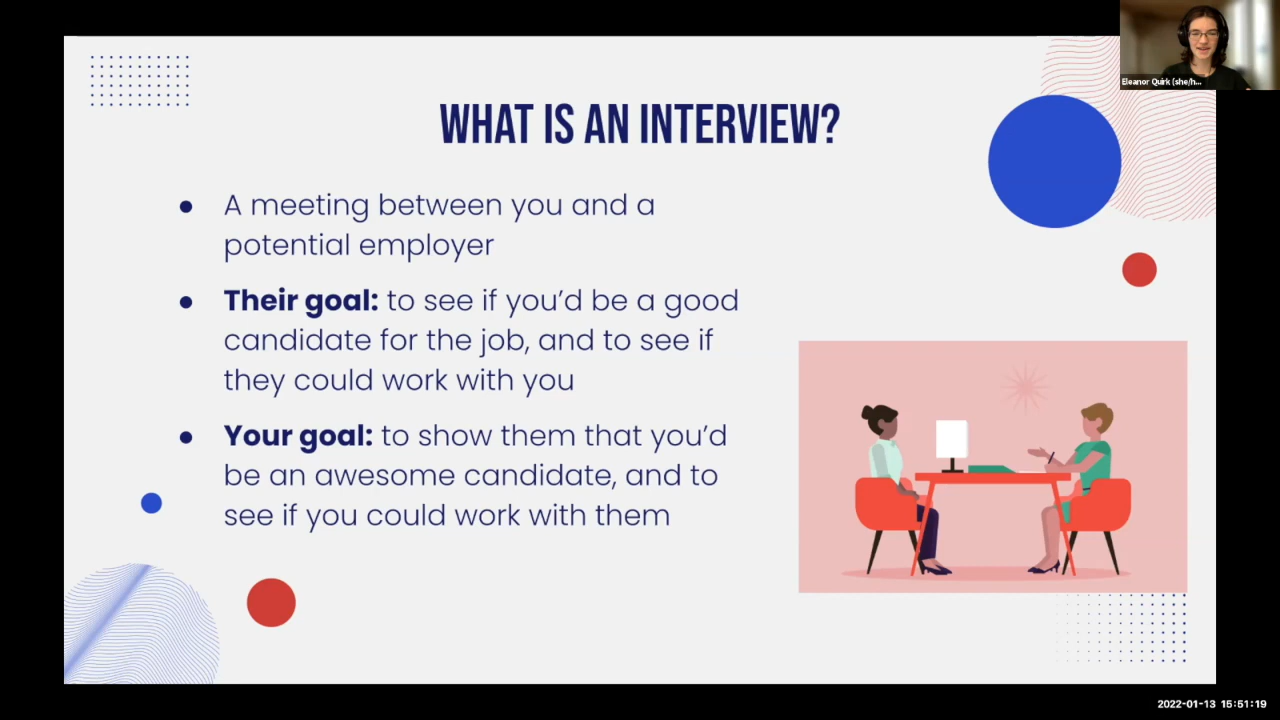 Eleanor Quirk (she/h...
WHAT IS AN INTERVIEW?
● A meeting between you and a
potential employer
● Their goal: to see if you’d be a good
candidate for the job, and to see if
they could work with you
● Your goal: to show them that you’d
be an awesome candidate, and to
see if you could work with them
2022-01-13 15:51:19